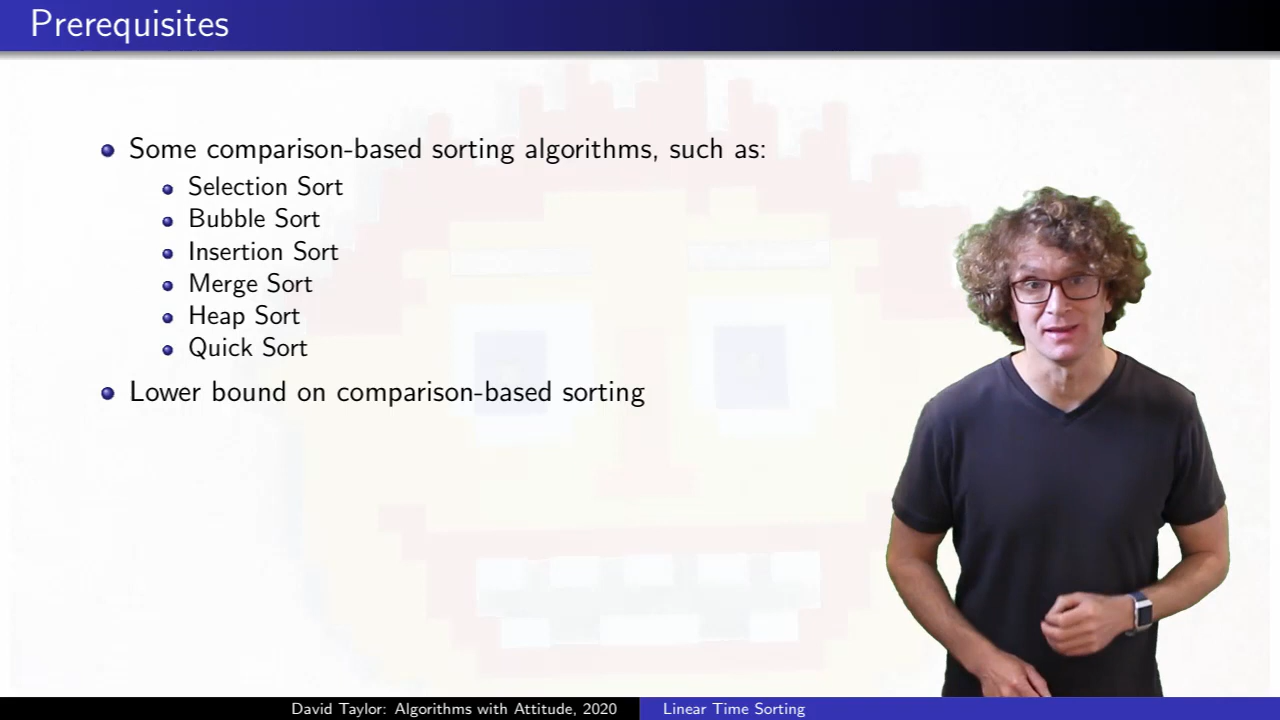 Prerequisites
Some comparison-based sorting algorithms, such as:
Selection Sort
Bubble Sort
Insertion Sort
Merge Sort
Heap Sort
Quick Sort
Lower bound on comparison-based sorting
David Taylor: Algorithms with Attitude, 2020
Linear Time Sorting